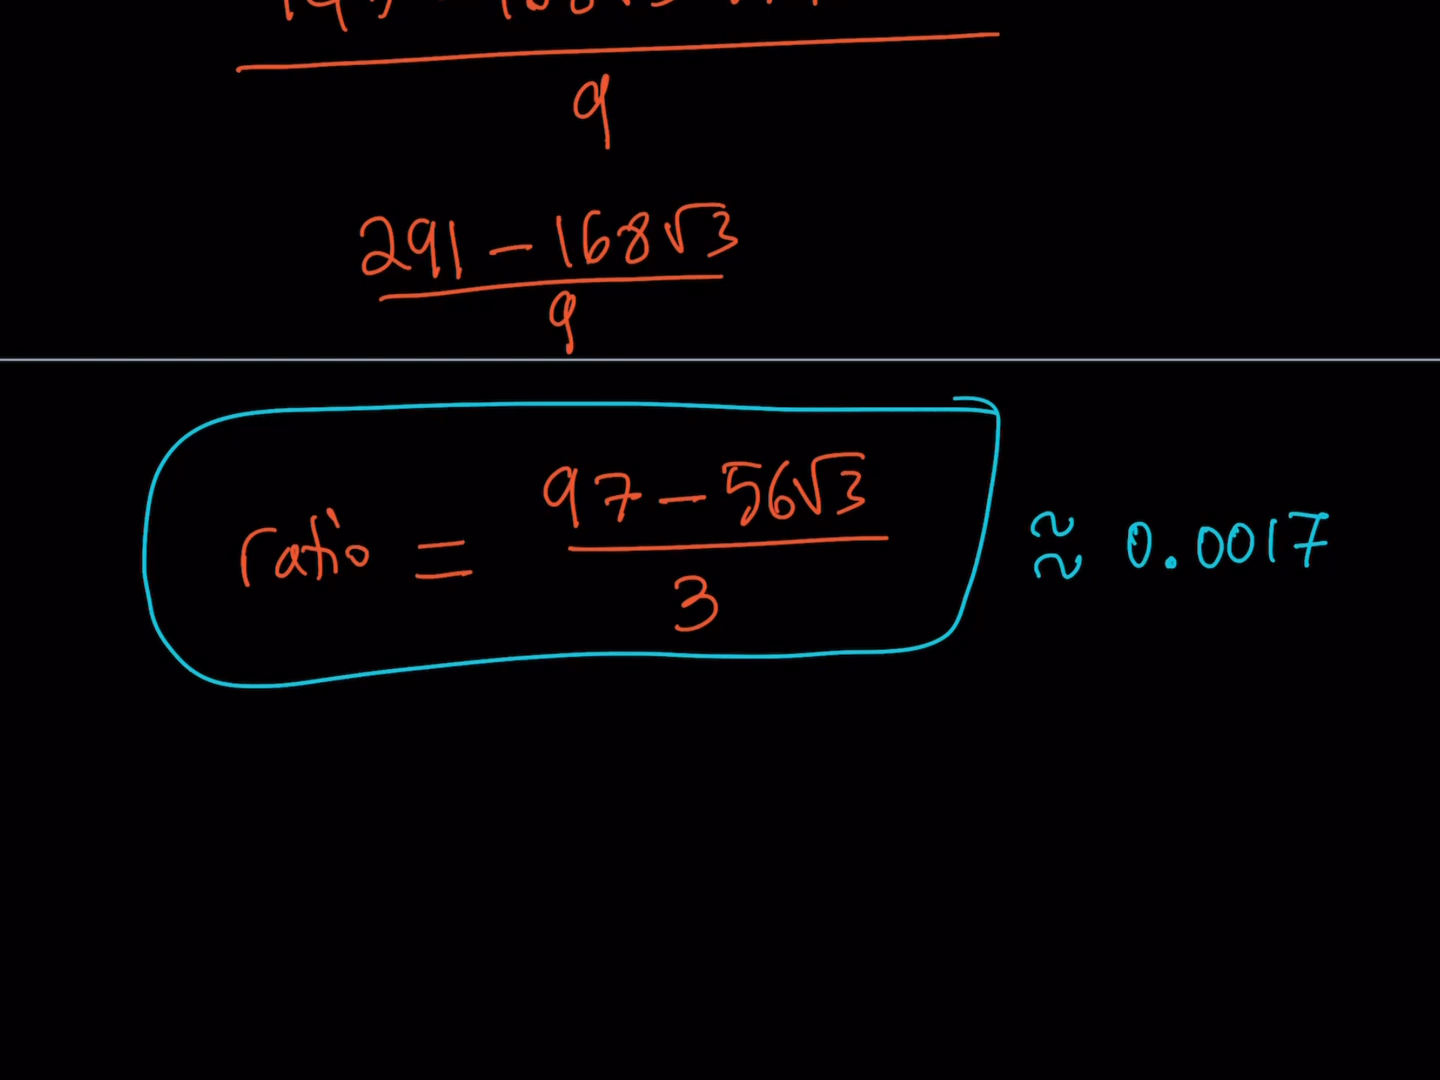 9
291 - 168√3
9
ratio = 97 - 56√3 / 3 ≈ 0.0017